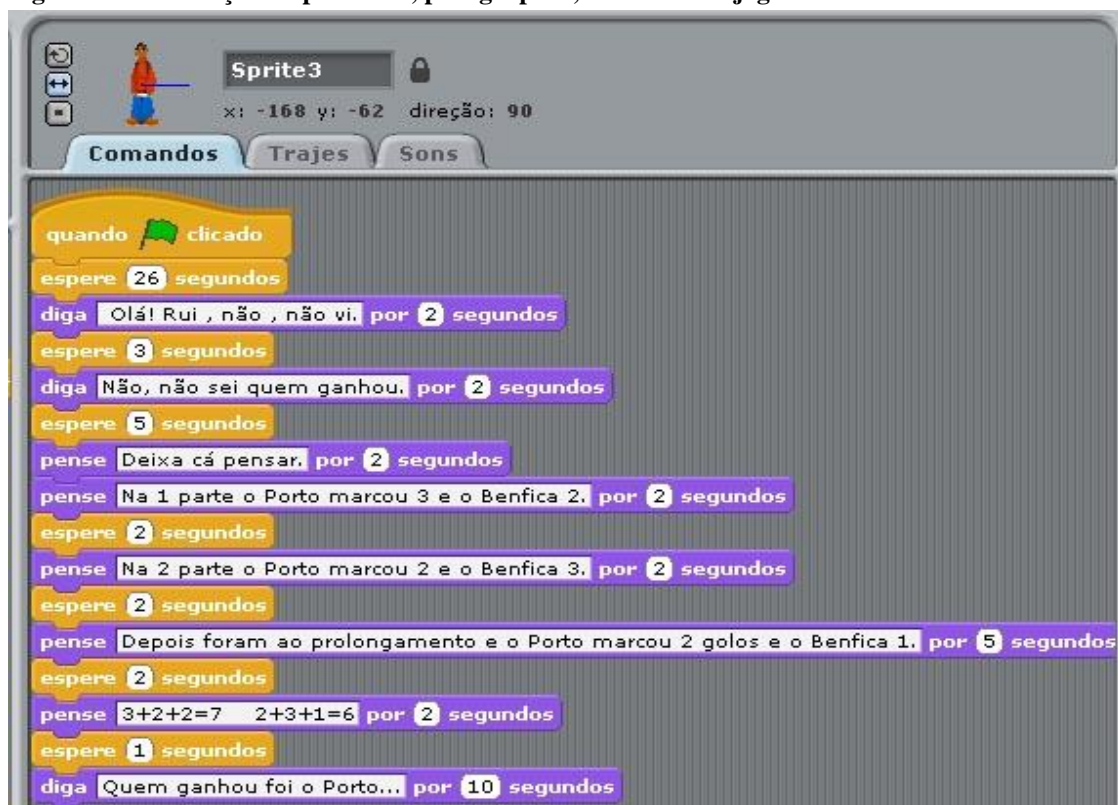 Sprite3
x: -168 y: -62 direção: 90
Comandos Trajes Sons
quando clicado
espere 26 segundos
diga Olá! Rui , não , não vi. por 2 segundos
espere 3 segundos
diga Não, não sei quem ganhou. por 2 segundos
espere 5 segundos
pense Deixa cá pensar. por 2 segundos
pense Na 1 parte o Porto marcou 3 e o Benfica 2. por 2 segundos
espere 2 segundos
pense Na 2 parte o Porto marcou 2 e o Benfica 3. por 2 segundos
espere 2 segundos
pense Depois foram ao prolongamento e o Porto marcou 2 golos e o Benfica 1. por 5 segundos
espere 2 segundos
pense 3+2+2=7 2+3+1=6 por 2 segundos
espere 1 segundos
diga Quem ganhou foi o Porto... por 10 segundos